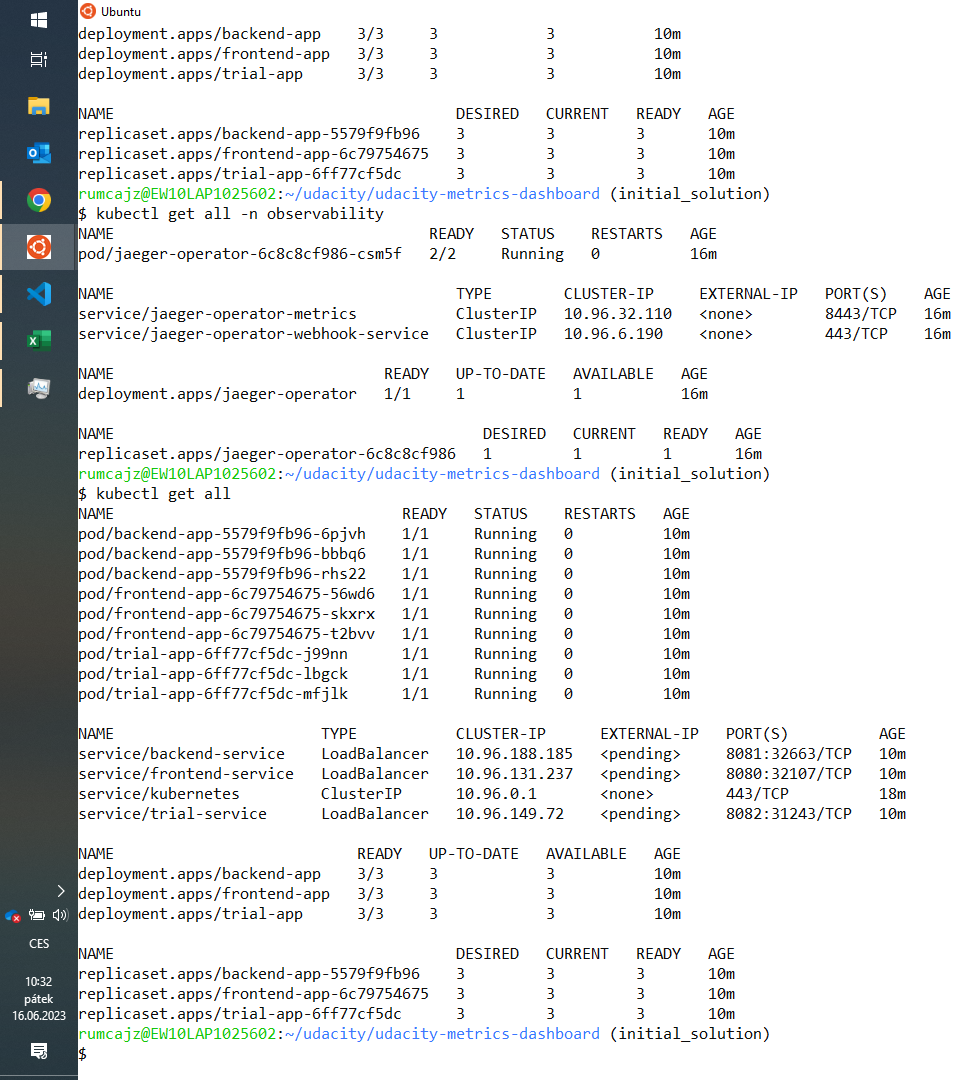 Ubuntu
deployment.apps/backend-app    3/3     3            3           10m
deployment.apps/frontend-app   3/3     3            3           10m
deployment.apps/trial-app      3/3     3            3           10m
NAME                                      DESIRED   CURRENT   READY   AGE
replicaset.apps/backend-app-5579f9fb96    3         3         3       10m
replicaset.apps/frontend-app-6c79754675   3         3         3       10m
replicaset.apps/trial-app-6ff77cf5dc      3         3         3       10m
rumcajz@EW10LAP1025602:~/udacity/udacity-metrics-dashboard (initial_solution)
$ kubectl get all -n observability
NAME                                   READY   STATUS    RESTARTS   AGE
pod/jaeger-operator-6c8c8cf986-csm5f   2/2     Running   0          16m
NAME                                      TYPE        CLUSTER-IP     EXTERNAL-IP   PORT(S)    AGE
service/jaeger-operator-metrics           ClusterIP   10.96.32.110   <none>        8443/TCP   16m
service/jaeger-operator-webhook-service   ClusterIP   10.96.6.190    <none>        443/TCP    16m
NAME                              READY   UP-TO-DATE   AVAILABLE   AGE
deployment.apps/jaeger-operator   1/1     1            1           16m
NAME                                         DESIRED   CURRENT   READY   AGE
replicaset.apps/jaeger-operator-6c8c8cf986   1         1         1       16m
rumcajz@EW10LAP1025602:~/udacity/udacity-metrics-dashboard (initial_solution)
$ kubectl get all
NAME                                READY   STATUS    RESTARTS   AGE
pod/backend-app-5579f9fb96-6pjvh    1/1     Running   0          10m
pod/backend-app-5579f9fb96-bbbq6    1/1     Running   0          10m
pod/backend-app-5579f9fb96-rhs22    1/1     Running   0          10m
pod/frontend-app-6c79754675-56wd6   1/1     Running   0          10m
pod/frontend-app-6c79754675-skxrx   1/1     Running   0          10m
pod/frontend-app-6c79754675-t2bvv   1/1     Running   0          10m
pod/trial-app-6ff77cf5dc-j99nn      1/1     Running   0          10m
pod/trial-app-6ff77cf5dc-lbgck      1/1     Running   0          10m
pod/trial-app-6ff77cf5dc-mfjlk      1/1     Running   0          10m
NAME                       TYPE           CLUSTER-IP      EXTERNAL-IP   PORT(S)          AGE
service/backend-service    LoadBalancer   10.96.188.185   <pending>     8081:32663/TCP   10m
service/frontend-service   LoadBalancer   10.96.131.237   <pending>     8080:32107/TCP   10m
service/kubernetes         ClusterIP      10.96.0.1       <none>        443/TCP          18m
service/trial-service      LoadBalancer   10.96.149.72    <pending>     8082:31243/TCP   10m
NAME                           READY   UP-TO-DATE   AVAILABLE   AGE
deployment.apps/backend-app    3/3     3            3           10m
deployment.apps/frontend-app   3/3     3            3           10m
deployment.apps/trial-app      3/3     3            3           10m
NAME                                      DESIRED   CURRENT   READY   AGE
replicaset.apps/backend-app-5579f9fb96    3         3         3       10m
replicaset.apps/frontend-app-6c79754675   3         3         3       10m
replicaset.apps/trial-app-6ff77cf5dc      3         3         3       10m
rumcajz@EW10LAP1025602:~/udacity/udacity-metrics-dashboard (initial_solution)
$
CES
10:32
pátek
16.06.2023